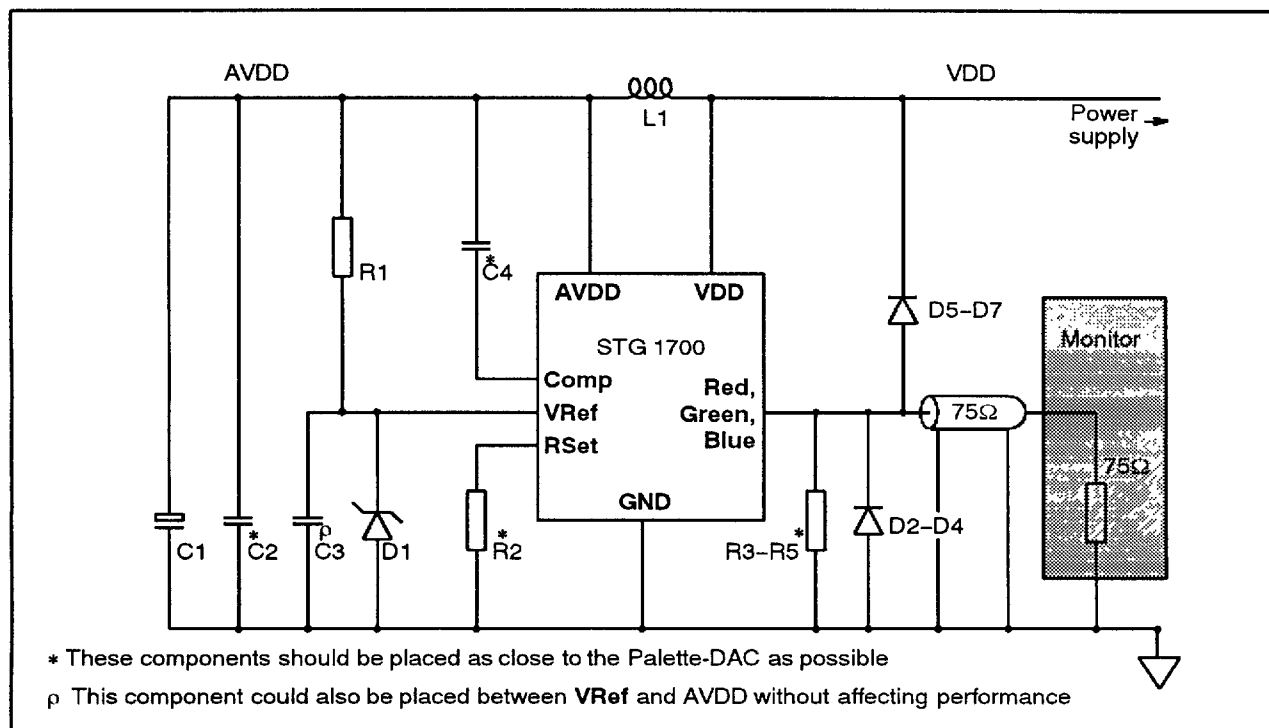 AVDD
VDD
L1
Power
supply
R1
*
C4
AVDD
VDD
D5-D7
STG 1700
Monitor
Comp
VRef
RSet
Red,
Green,
Blue
75Ω
75Ω
GND
C1
*
C2
ρ
C3
D1
*
R2
*
R3-R5
D2-D4
* These components should be placed as close to the Palette-DAC as possible
ρ This component could also be placed between VRef and AVDD without affecting performance